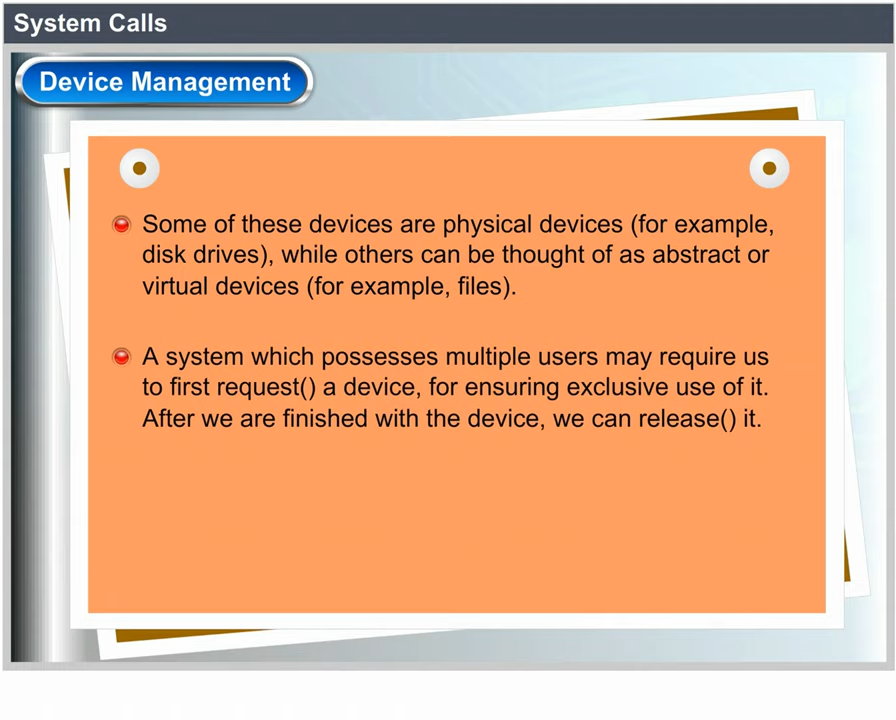 System Calls
Device Management
Some of these devices are physical devices (for example,
disk drives), while others can be thought of as abstract or
virtual devices (for example, files).
A system which possesses multiple users may require us
to first request() a device, for ensuring exclusive use of it.
After we are finished with the device, we can release() it.